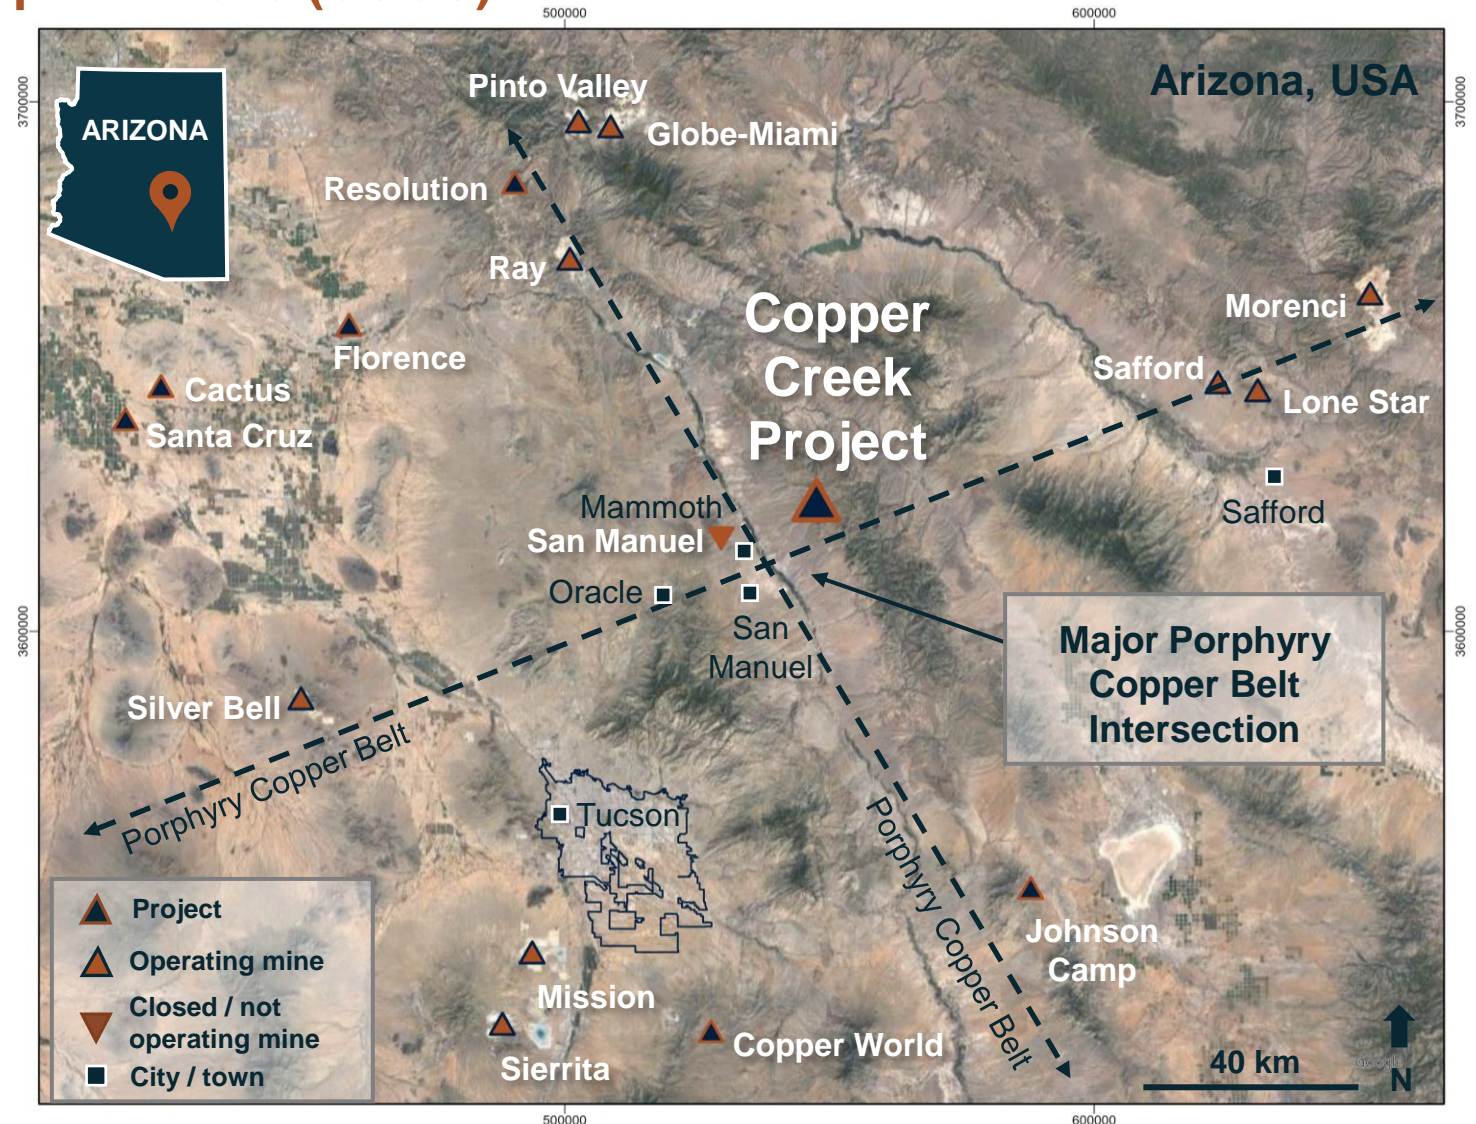 500000
600000
3700000
3700000
Arizona, USA
ARIZONA
Pinto Valley
Globe-Miami
Resolution
Ray
Copper
Creek
Project
Morenci
Florence
Safford
Cactus
Lone Star
Santa Cruz
Mammoth
San Manuel
Safford
Oracle
San
Manuel
3600000
3600000
Major Porphyry
Copper Belt
Intersection
Silver Bell
Porphyry Copper Belt
Tucson
Porphyry Copper Belt
Johnson
Camp
Mission
Sierrita
Copper World
Project
Operating mine
Closed / not
operating mine
City / town
40 km
Google
N
500000
600000